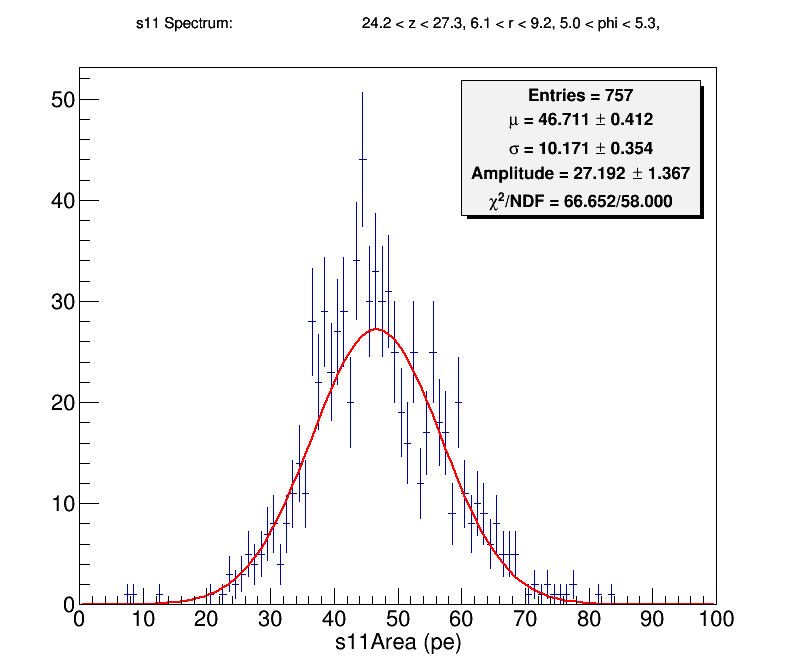 s11 Spectrum: 24.2 < z < 27.3, 6.1 < r < 9.2, 5.0 < phi < 5.3,
Entries = 757
μ = 46.711 ± 0.412
σ = 10.171 ± 0.354
Amplitude = 27.192 ± 1.367
χ²/NDF = 66.652/58.000
50
40
30
20
10
0
0 10 20 30 40 50 60 70 80 90 100
s11Area (pe)